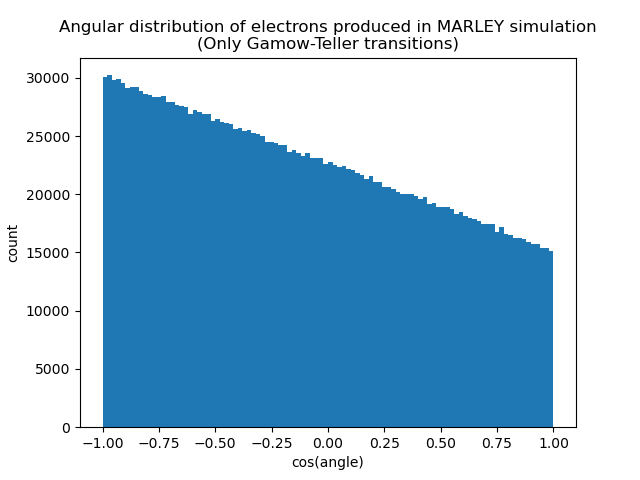 Angular distribution of electrons produced in MARLEY simulation
(Only Gamow-Teller transitions)
30000
25000
20000
15000
10000
5000
0
count
−1.00 −0.75 −0.50 −0.25 0.00 0.25 0.50 0.75 1.00
cos(angle)